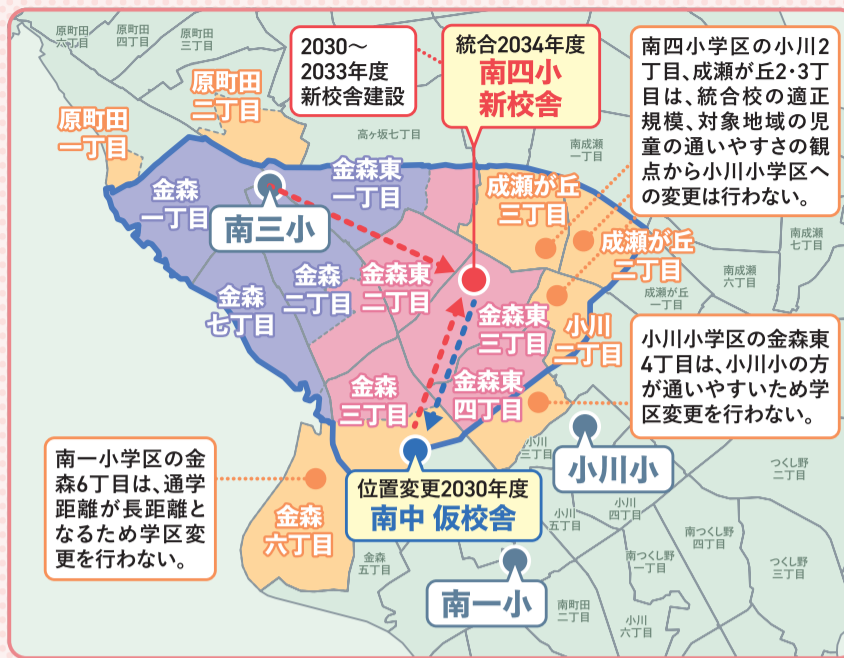 原町田
六丁目
原町田
四丁目
原町田
三丁目
2030〜
2033年度
新校舎建設
統合2034年度
南四小
新校舎
南四小学区の小川2
丁目、成瀬が丘2・3丁
目は、統合校の適正
規模、対象地域の児
童の通いやすさの観
点から小川小学区へ
の変更は行わない。
原町田
二丁目
原町田
一丁目
高ヶ坂七丁目
南成瀬
一丁目
金森東
一丁目
金森
一丁目
南三小
成瀬が丘
三丁目
成瀬が丘
二丁目
南成瀬
七丁目
南成瀬
六丁目
成瀬が丘
一丁目
金森
二丁目
金森東
二丁目
金森
七丁目
金森東
三丁目
小川
二丁目
金森
三丁目
金森東
四丁目
小川小学区の金森東
4丁目は、小川小の方
が通いやすいため学
区変更を行わない。
南一小学区の金
森6丁目は、通学
距離が長距離と
なるため学区変
更を行わない。
小川
三丁目
小川小
つくし野
二丁目
位置変更2030年度
南中 仮校舎
金森
六丁目
小川
五丁目
小川
四丁目
南つくし野
四丁目
南つくし野
一丁目
つくし野
三丁目
金森
五丁目
南一小
南町田
二丁目
小川
六丁目